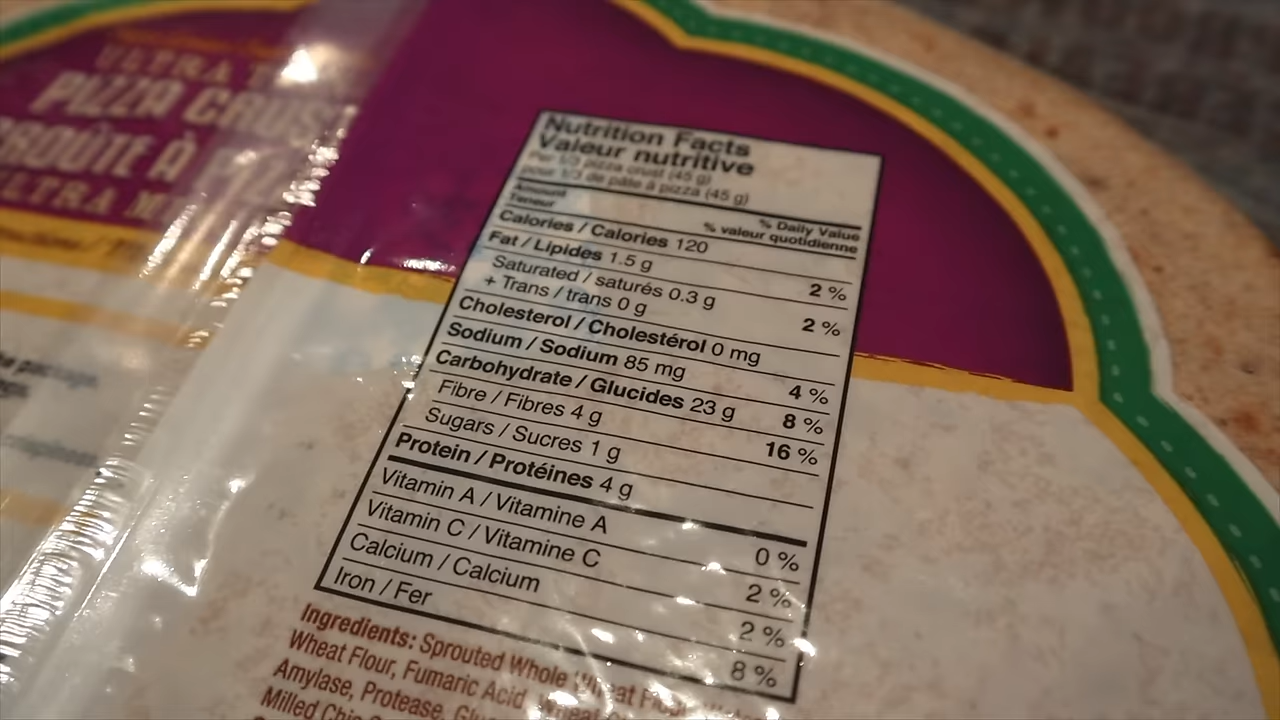 ULTRA
PIZZA CRUST
CROÛTE À
ULTRA
Nutrition Facts
Valeur nutritive
Per 1/3 pizza crust (45 g)
pour 1/3 de pâte à pizza (45 g)
Amount
Teneur
% Daily Value
% valeur quotidienne
Calories / Calories 120
Fat / Lipides 1.5 g 2 %
Saturated / saturés 0.3 g
+ Trans / trans 0 g 2 %
Cholesterol / Cholestérol 0 mg
Sodium / Sodium 85 mg 4 %
Carbohydrate / Glucides 23 g 8 %
Fibre / Fibres 4 g 16 %
Sugars / Sucres 1 g
Protein / Protéines 4 g
Vitamin A / Vitamine A 0 %
Vitamin C / Vitamine C 2 %
Calcium / Calcium 2 %
Iron / Fer 8 %
Ingredients: Sprouted Whole Wheat Flour,
Wheat Flour, Fumaric Acid, Wheat
Amylase, Protease,
Milled